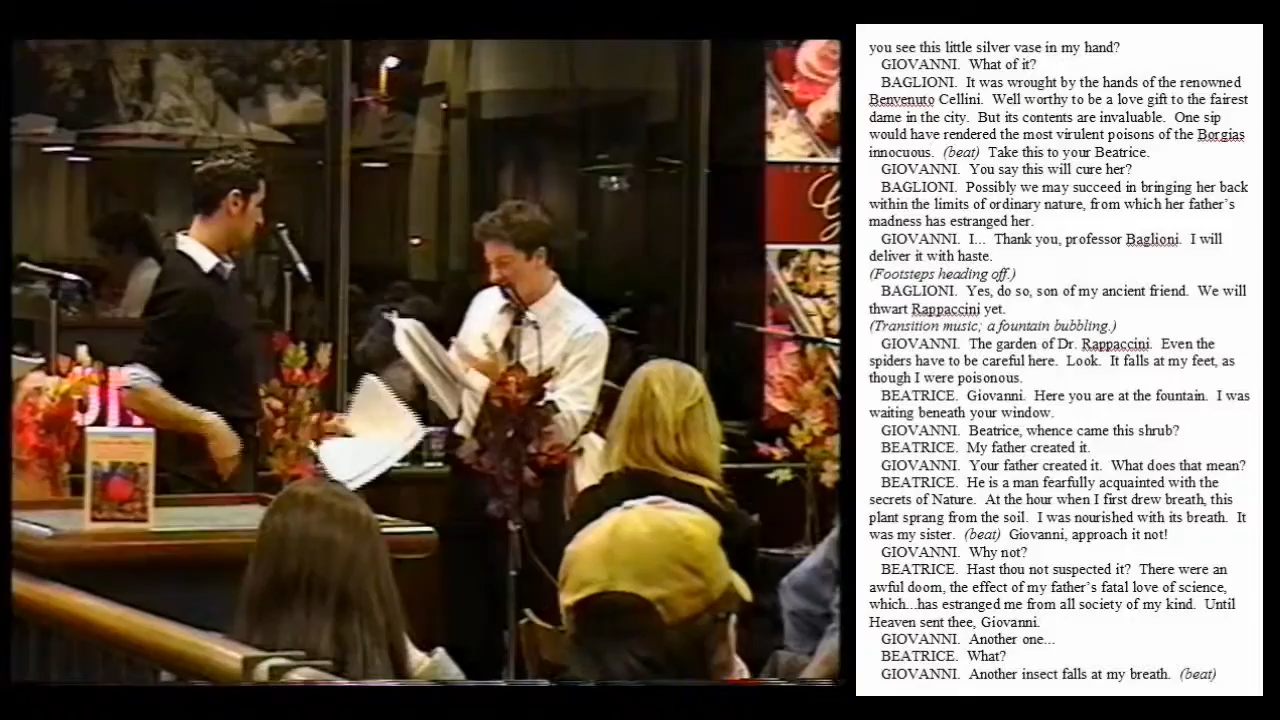 you see this little silver vase in my hand?
GIOVANNI. What of it?
BAGLIONI. It was wrought by the hands of the renowned
Benvenuto Cellini. Well worthy to be a love gift to the fairest
dame in the city. But its contents are invaluable. One sip
would have rendered the most virulent poisons of the Borgias
innocuous. (beat) Take this to your Beatrice.
GIOVANNI. You say this will cure her?
BAGLIONI. Possibly we may succeed in bringing her back
within the limits of ordinary nature, from which her father's
madness has estranged her.
GIOVANNI. I... Thank you, professor Baglioni. I will
deliver it with haste.
(Footsteps heading off.)
BAGLIONI. Yes, do so, son of my ancient friend. We will
thwart Rappaccini yet.
(Transition music; a fountain bubbling.)
GIOVANNI. The garden of Dr. Rappaccini. Even the
spiders have to be careful here. Look. It falls at my feet, as
though I were poisonous.
BEATRICE. Giovanni. Here you are at the fountain. I was
waiting beneath your window.
GIOVANNI. Beatrice, whence came this shrub?
BEATRICE. My father created it.
GIOVANNI. Your father created it. What does that mean?
BEATRICE. He is a man fearfully acquainted with the
secrets of Nature. At the hour when I first drew breath, this
plant sprang from the soil. I was nourished with its breath. It
was my sister. (beat) Giovanni, approach it not!
GIOVANNI. Why not?
BEATRICE. Hast thou not suspected it? There were an
awful doom, the effect of my father's fatal love of science,
which...has estranged me from all society of my kind. Until
Heaven sent thee, Giovanni.
GIOVANNI. Another one...
BEATRICE. What?
GIOVANNI. Another insect falls at my breath. (beat)